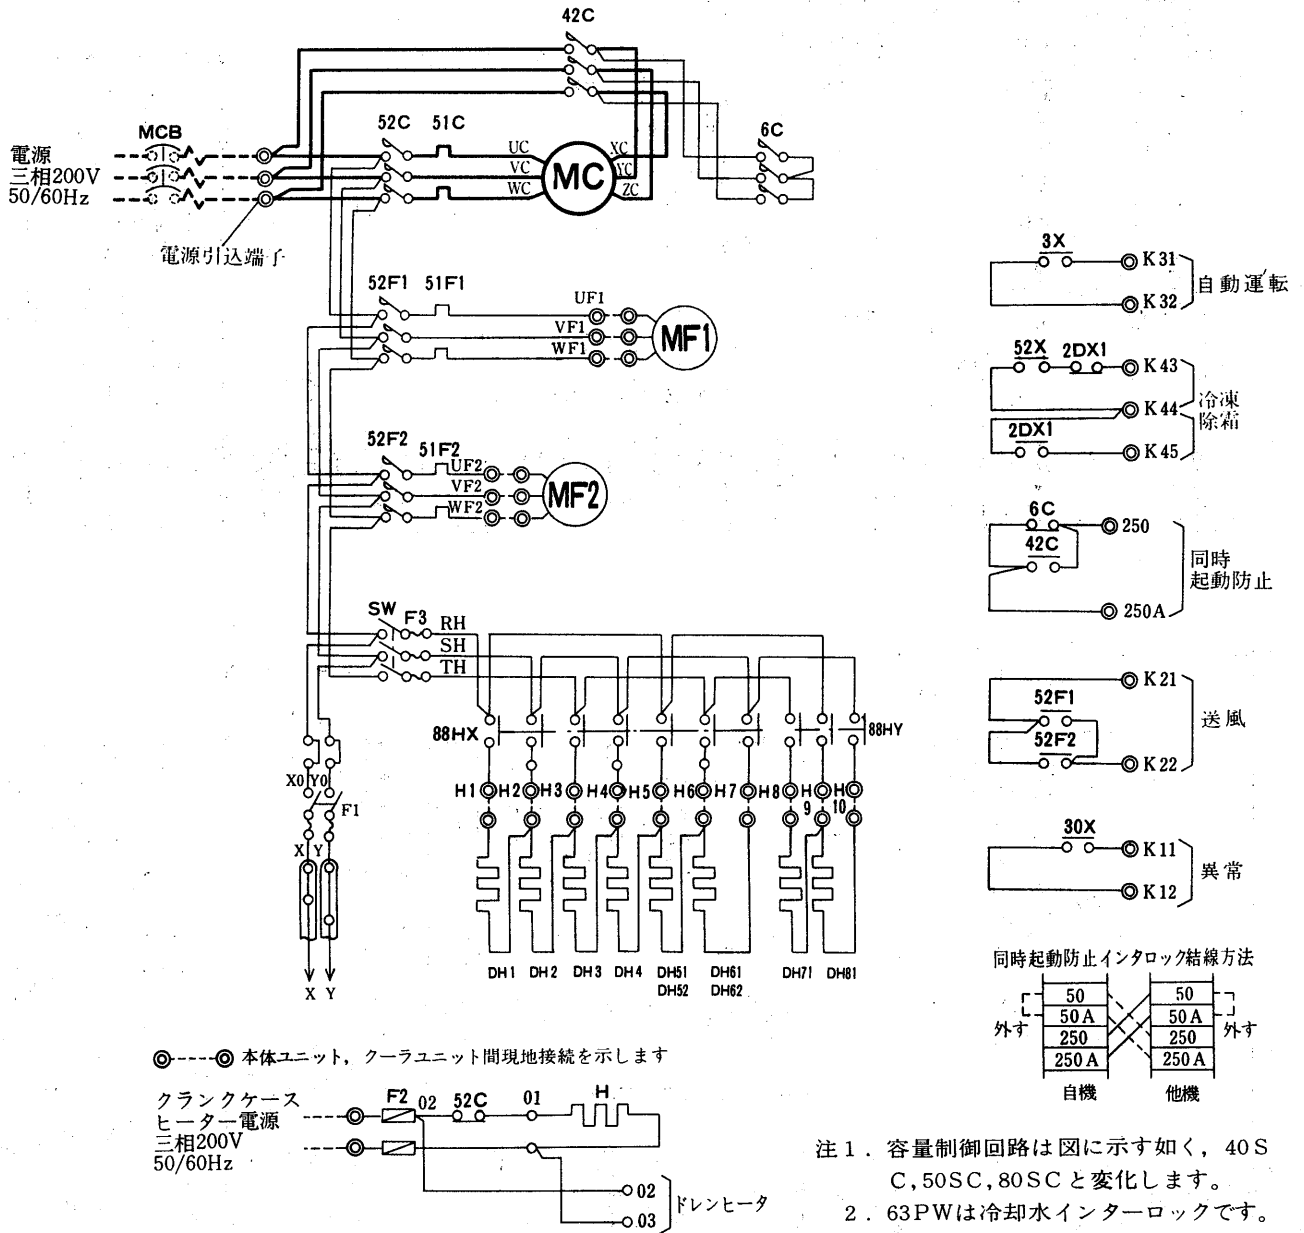 42C
MCB
52C
51C
6C
電源
三相200V
50/60Hz
UC
VC
WC
MC
XC
YC
ZC
電源引込端子
52F1
51F1
UF1
VF1
WF1
MF1
52F2
51F2
UF2
VF2
WF2
MF2
SW
F3
RH
SH
TH
88HX
88HY
X0
Y0
F1
X
Y
H1
H2
H3
H4
H5
H6
H7
H8
H
9
H
10
DH1
DH2
DH3
DH4
DH51
DH52
DH61
DH62
DH71
DH81
X
Y
3X
K31
K32
自動運転
52X
2DX1
K43
K44
2DX1
K45
冷凍
除霜
6C
250
42C
250A
同時
起動防止
K21
52F1
52F2
K22
送風
30X
K11
K12
異常
同時起動防止インタロック結線方法
50
50A
250
250A
50
50A
250
250A
外す
外す
自機
他機
本体ユニット，クーラユニット間現地接続を示します
クランクケース
ヒーター電源
三相200V
50/60Hz
F2
02
52C
01
H
02
03
ドレンヒータ
注1．容量制御回路は図に示す如く，40S
C,50SC,80SCと変化します。
2．63PWは冷却水インターロックです。